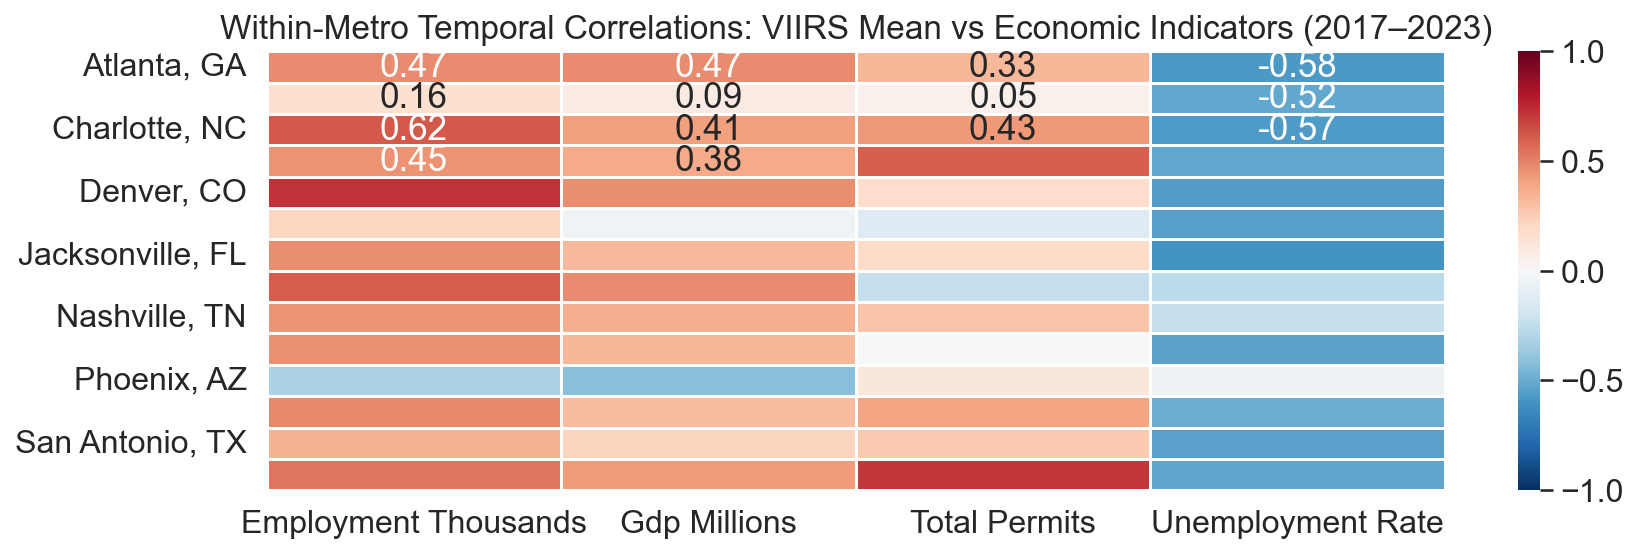 Within-Metro Temporal Correlations: VIIRS Mean vs Economic Indicators (2017–2023)
Atlanta, GA 0.47 0.47 0.33 -0.58
0.16 0.09 0.05 -0.52
Charlotte, NC 0.62 0.41 0.43 -0.57
0.45 0.38
Denver, CO
Jacksonville, FL
Nashville, TN
Phoenix, AZ
San Antonio, TX
Employment Thousands Gdp Millions Total Permits Unemployment Rate
1.0
0.5
0.0
−0.5
−1.0